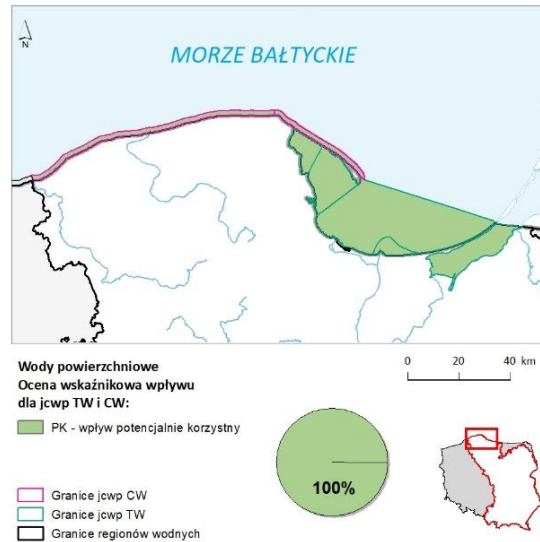 N
MORZE BAŁTYCKIE
Wody powierzchniowe
Ocena wskaźnikowa wpływu
dla jcwp TW i CW:
PK - wpływ potencjalnie korzystny
0 20 40 km
100%
Granice jcwp CW
Granice jcwp TW
Granice regionów wodnych